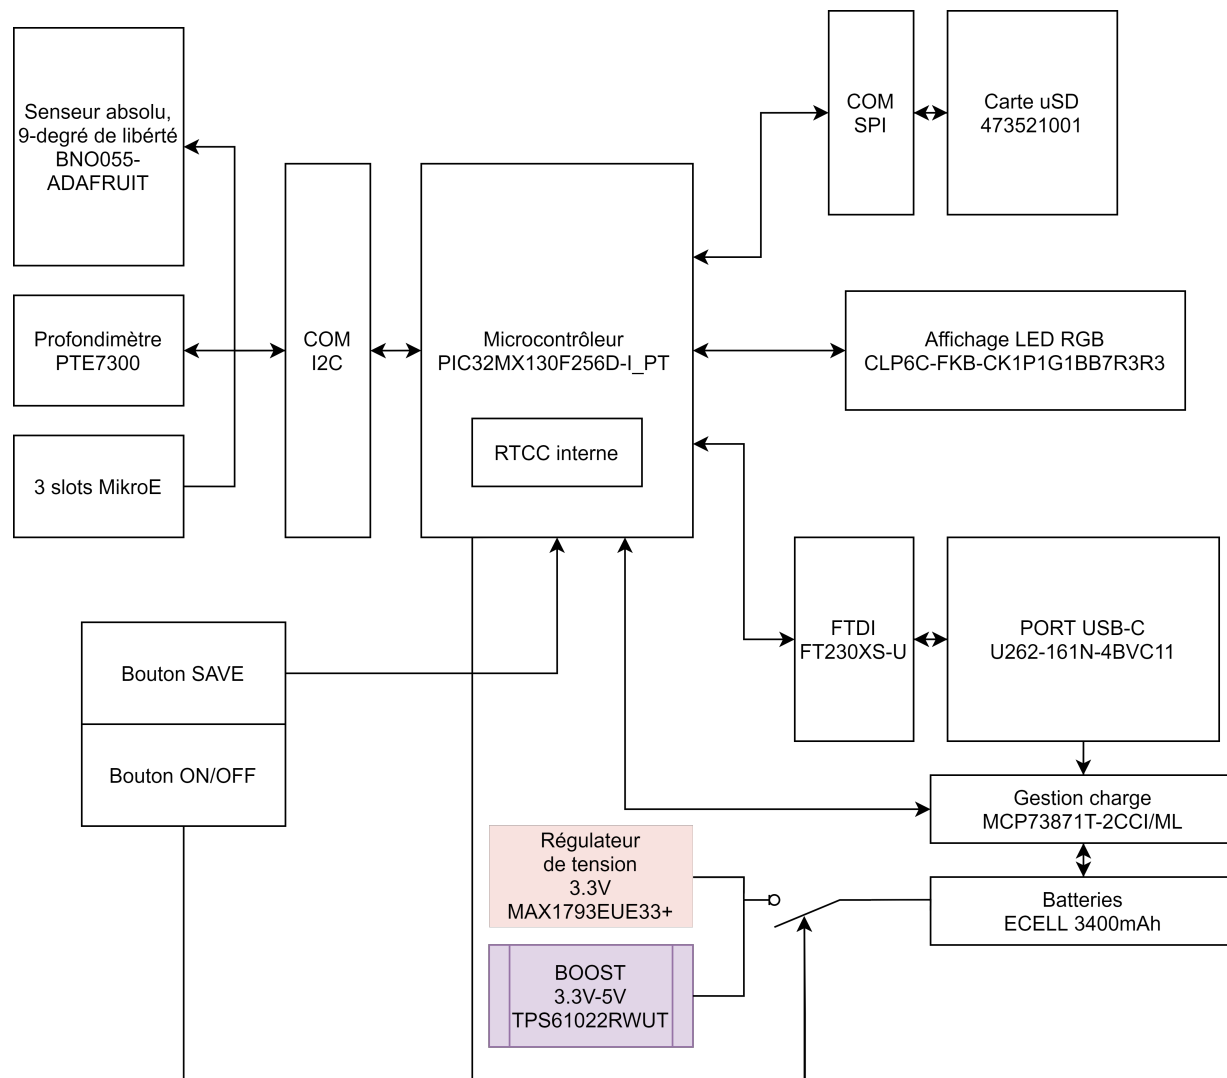 Senseur absolu,
9-degré de libérté
BNO055-
ADAFRUIT
COM
SPI
Carte uSD
473521001
Profondimètre
PTE7300
COM
I2C
Microcontrôleur
PIC32MX130F256D-I_PT
Affichage LED RGB
CLP6C-FKB-CK1P1G1BB7R3R3
RTCC interne
3 slots MikroE
FTDI
FT230XS-U
PORT USB-C
U262-161N-4BVC11
Bouton SAVE
Bouton ON/OFF
Gestion charge
MCP73871T-2CCI/ML
Régulateur
de tension
3.3V
MAX1793EUE33+
Batteries
ECELL 3400mAh
BOOST
3.3V-5V
TPS61022RWUT